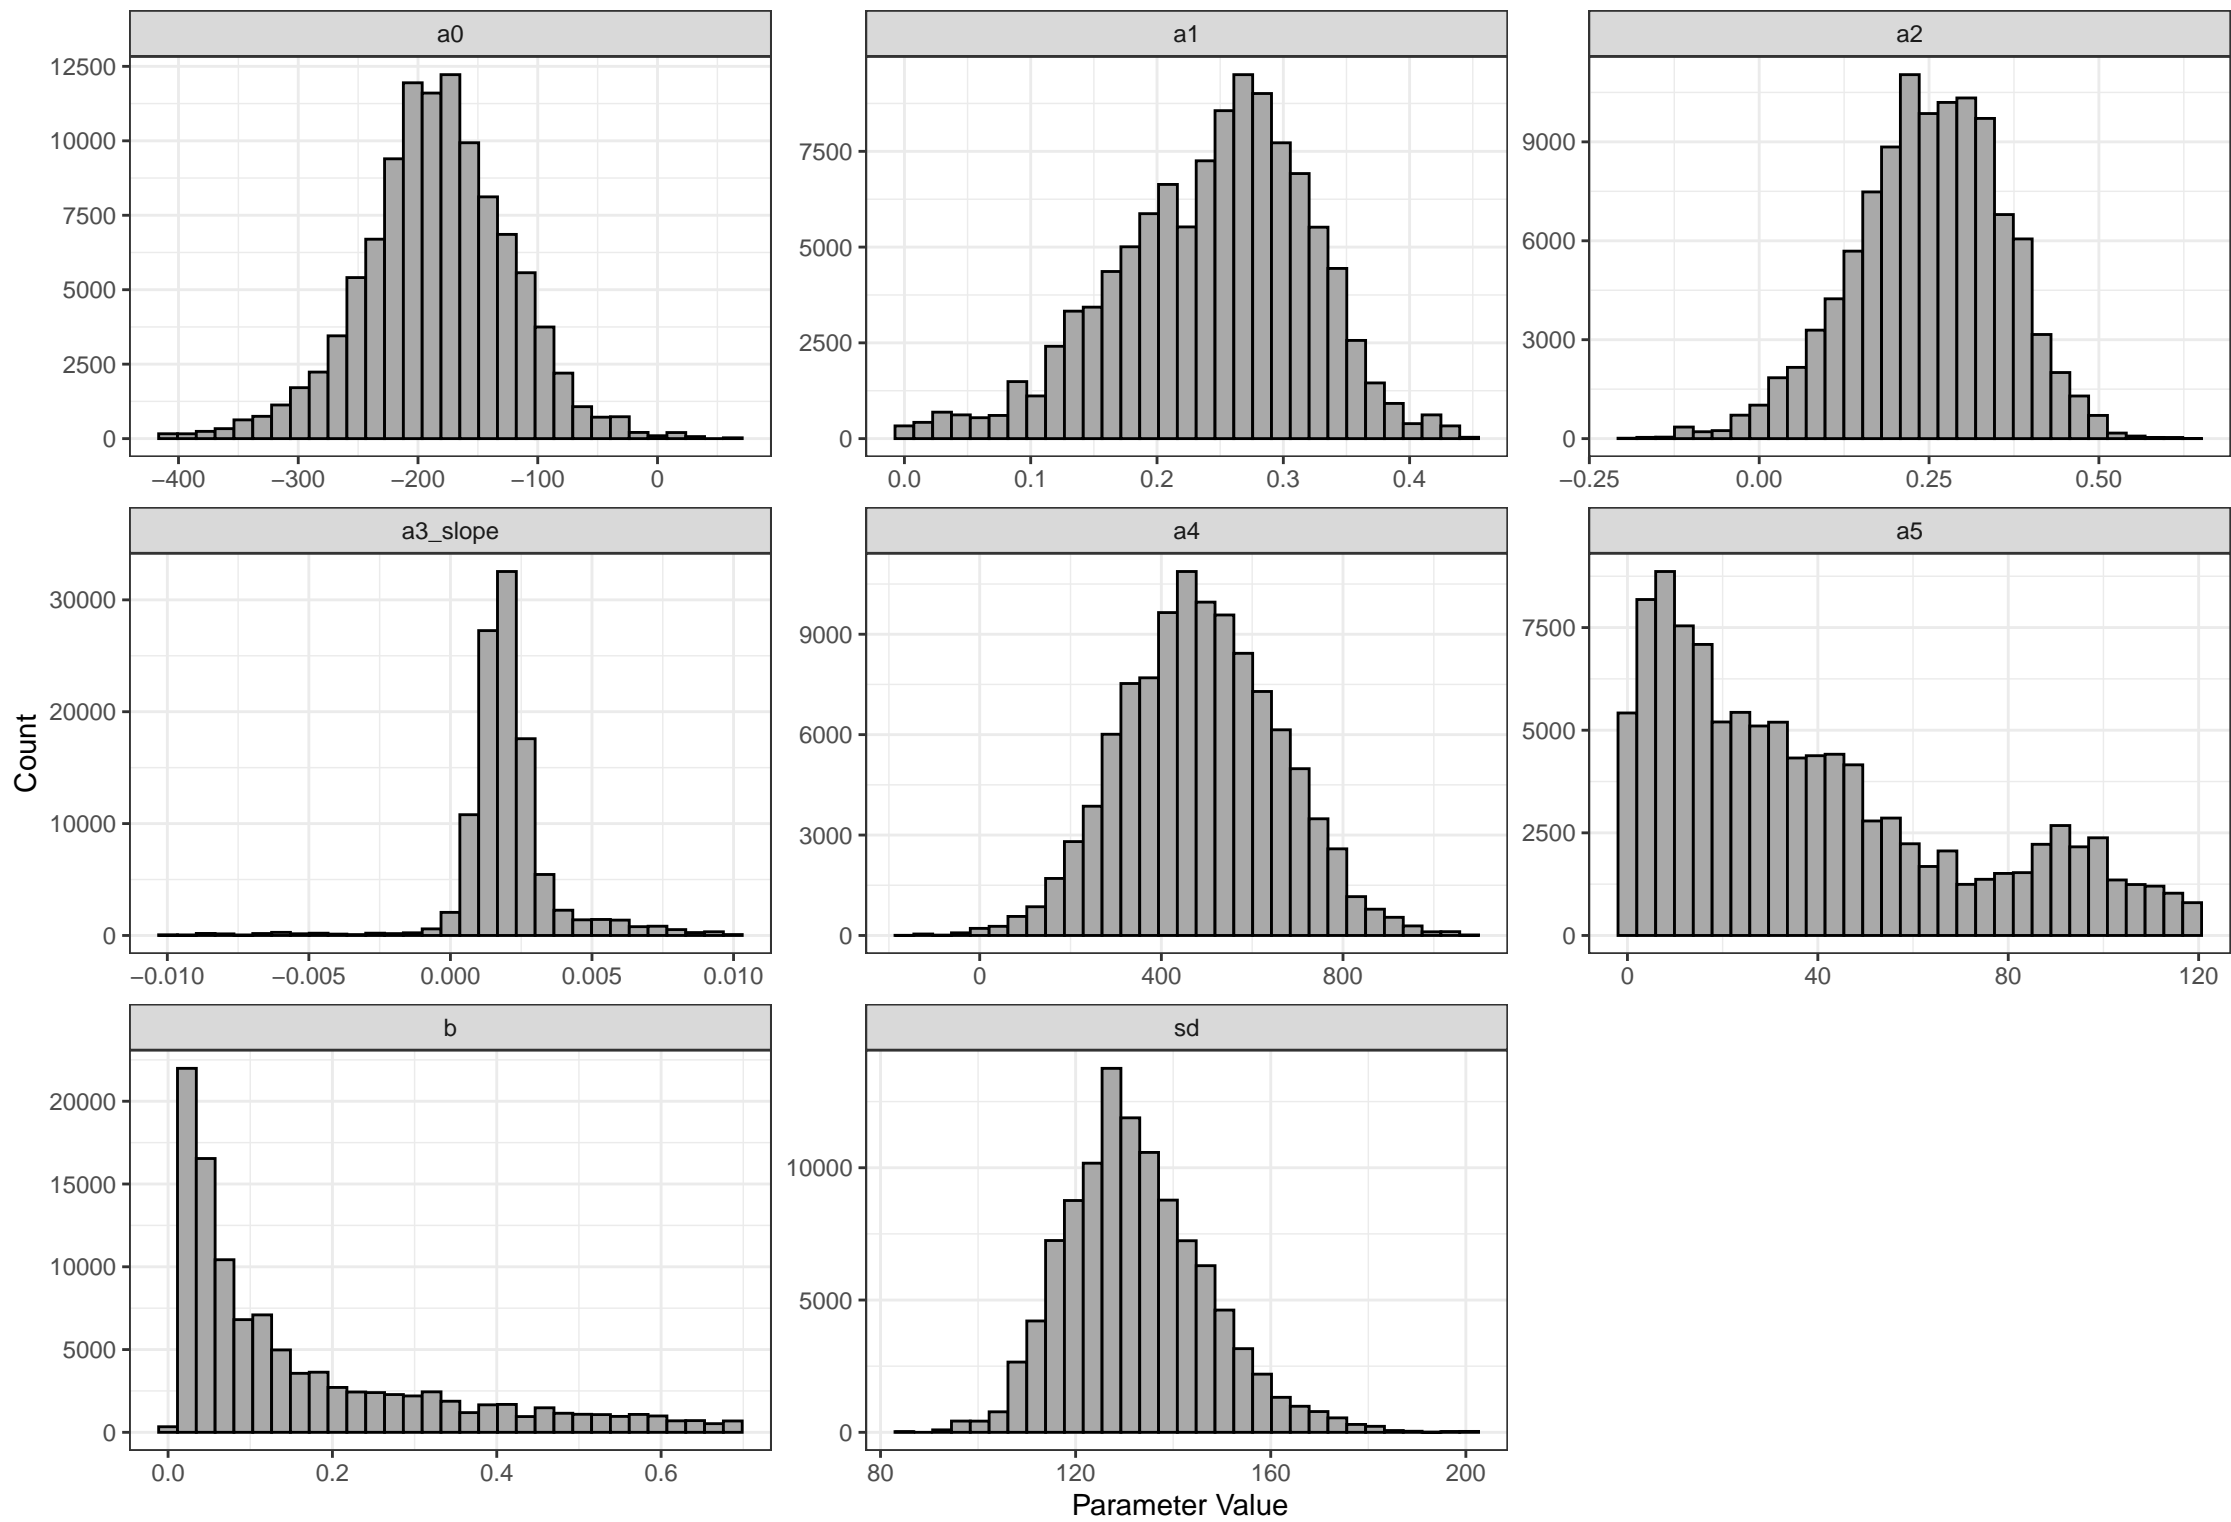 a0
a1
a2
12500
10000
7500
5000
2500
0
−400 −300 −200 −100 0
7500
5000
2500
0
0.0 0.1 0.2 0.3 0.4
9000
6000
3000
0
−0.25 0.00 0.25 0.50
a3_slope
a4
a5
30000
20000
10000
0
−0.010 −0.005 0.000 0.005 0.010
9000
6000
3000
0
0 400 800
7500
5000
2500
0
0 40 80 120
Count
b
sd
20000
15000
10000
5000
0
0.0 0.2 0.4 0.6
10000
5000
0
80 120 160 200
Parameter Value